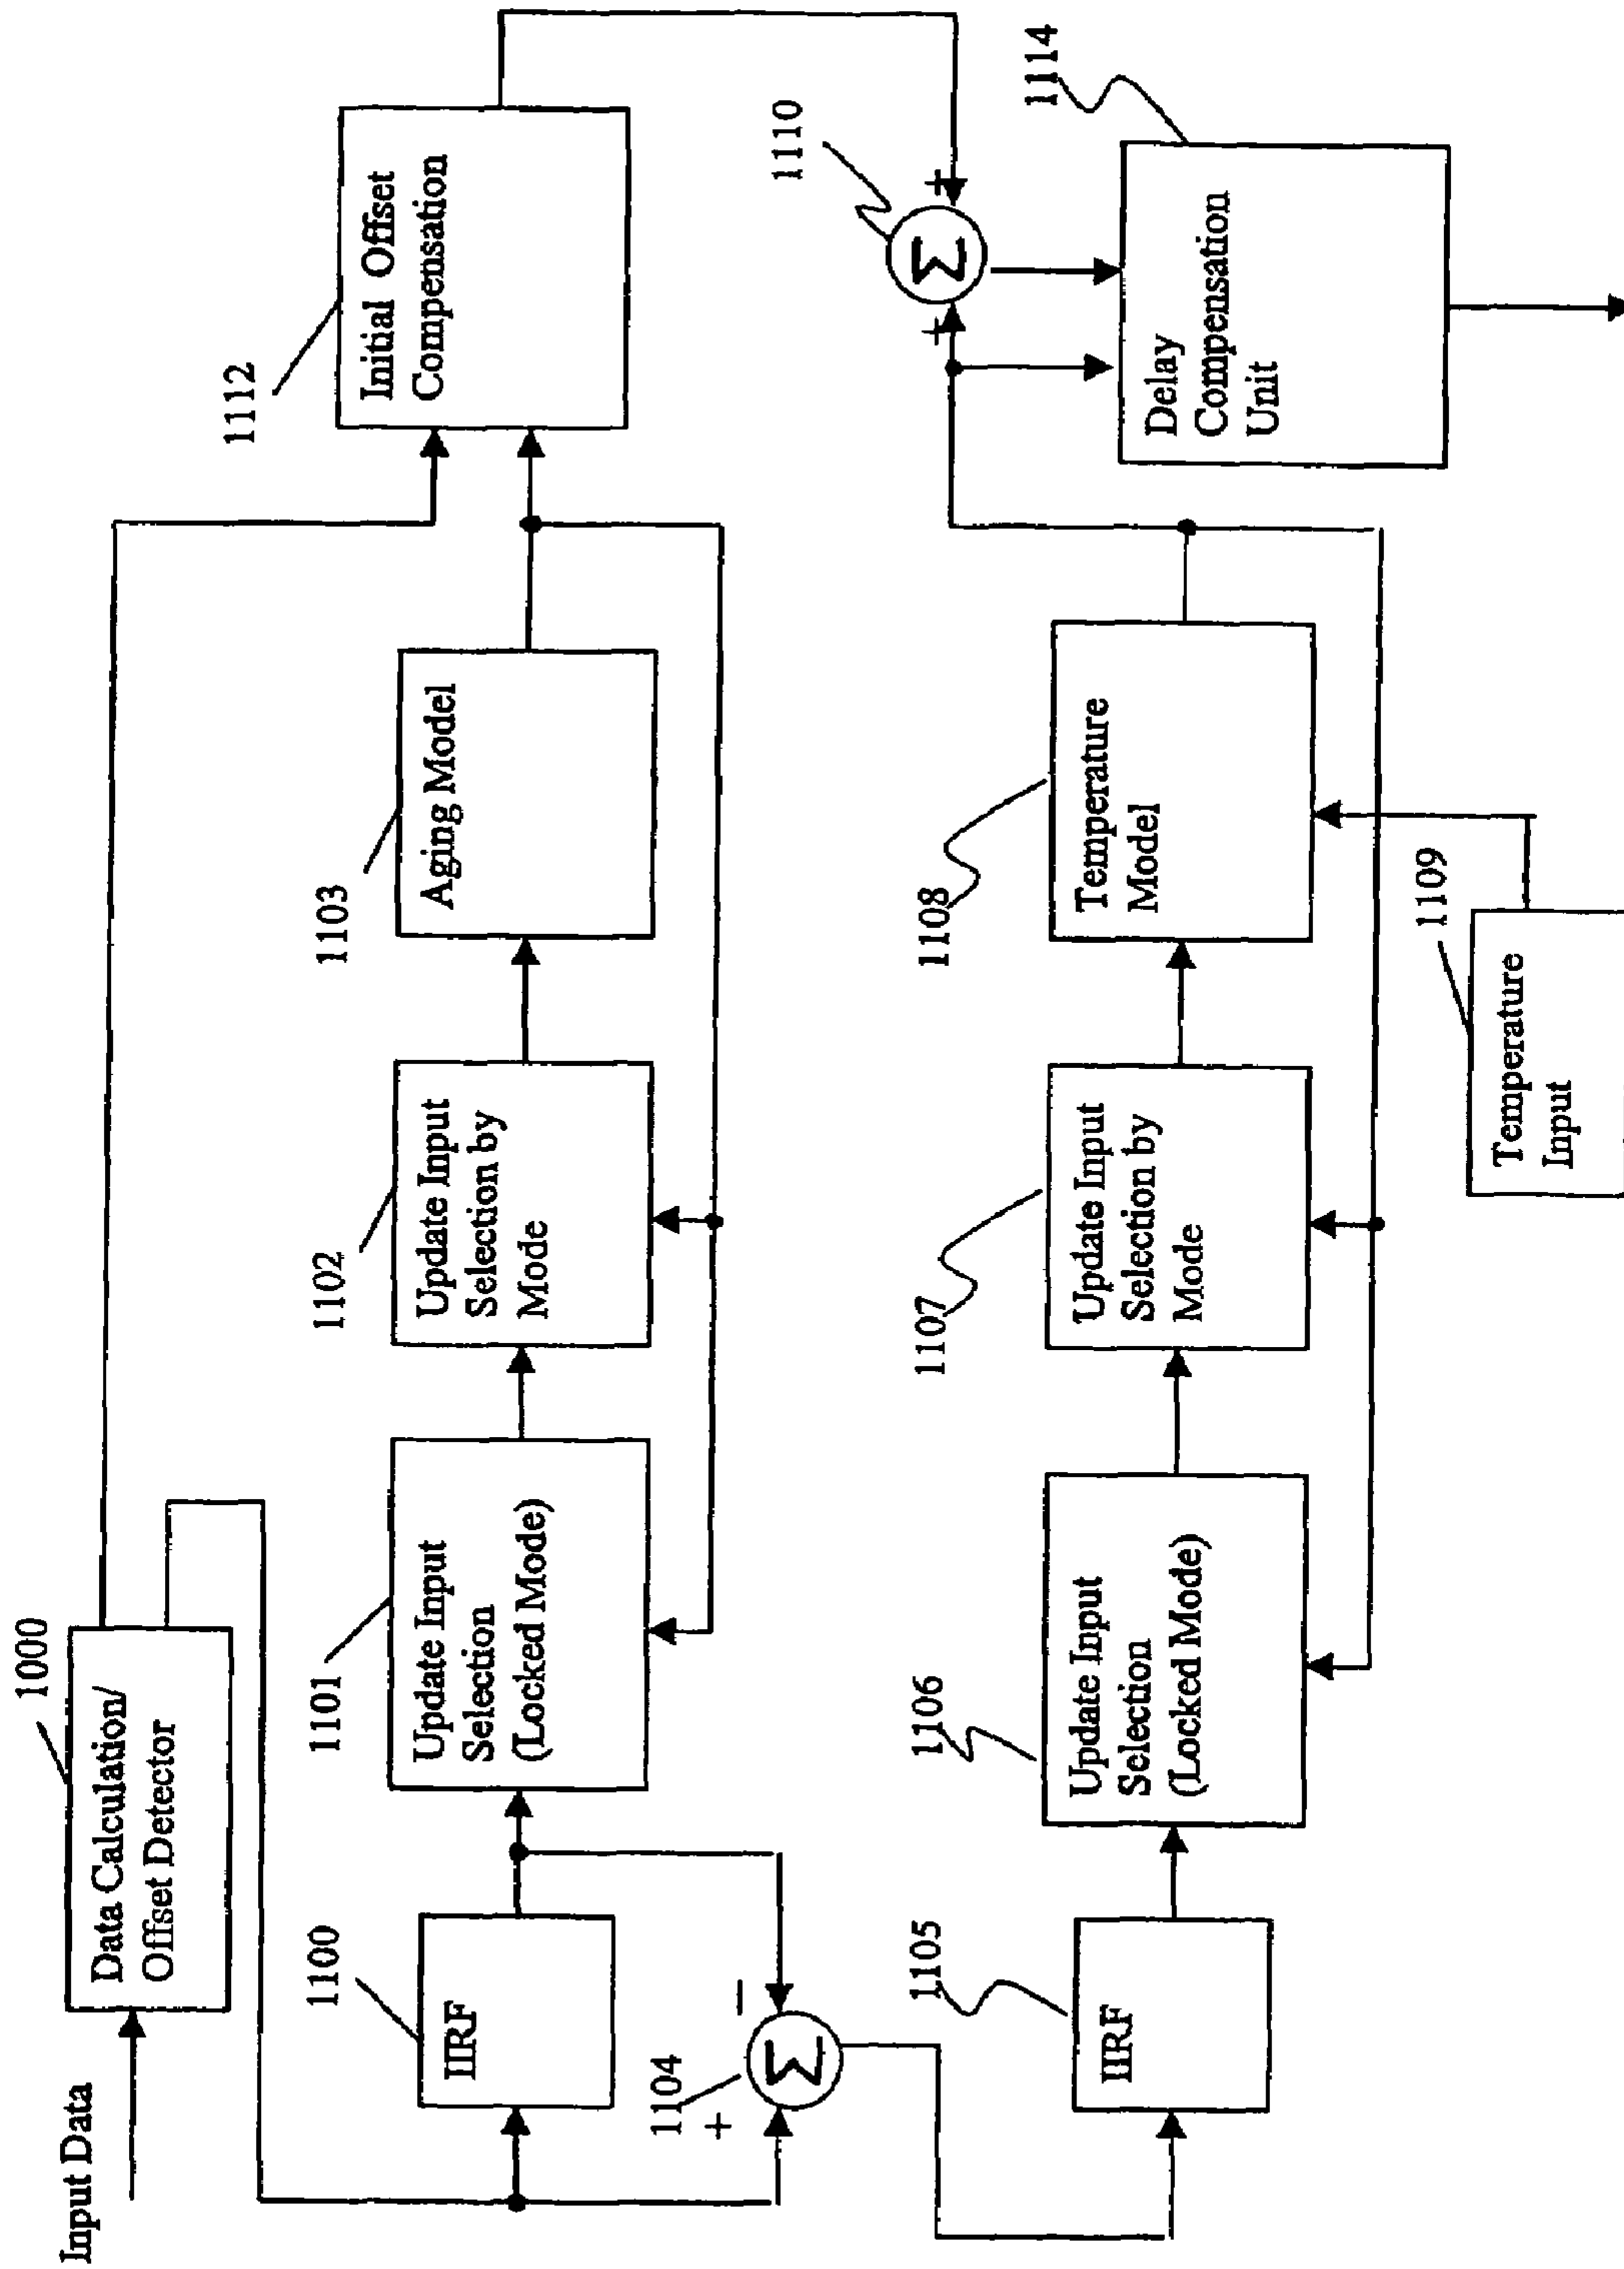 Input Data
1000
Data Calculation/
Offset Detector
1112
Initial Offset
Compensation
1100
IIRF
1101
Update Input
Selection
(Locked Mode)
1102
Update Input
Selection by
Mode
1103
Aging Model
1104
+
−
Σ
1110
+
+
Σ
1105
IIRF
1106
Update Input
Selection
(Locked Mode)
1107
Update Input
Selection by
Mode
1108
Temperature
Model
1114
Delay
Compensation
Unit
1109
Temperature
Input